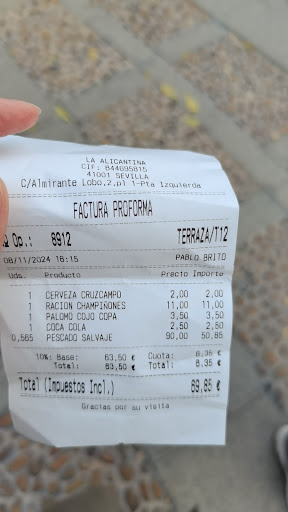 LA ALICANTINA
CIF: B44695815
41001 SEVILLA
C/Almirante Lobo,2,pl 1-Pta Izquierda
FACTURA PROFORMA
Op.: 6912 TERRAZA/T12
08/11/2024 16:15 PABLO BRITO
Uds. Producto Precio Importe
1 CERVEZA CRUZCAMPO 2,00 2,00
1 RACION CHAMPIÑONES 11,00 11,00
1 PALOMO COJO COPA 3,50 3,50
1 COCA COLA 2,50 2,50
0,565 PESCADO SALVAJE 90,00 50,85
10%: Base: 63,50 € Cuota: 6,35 €
Total: 63,50 € Total: 6,35 €
Total (Impuestos Incl.) 69,85 €
Gracias por su visita